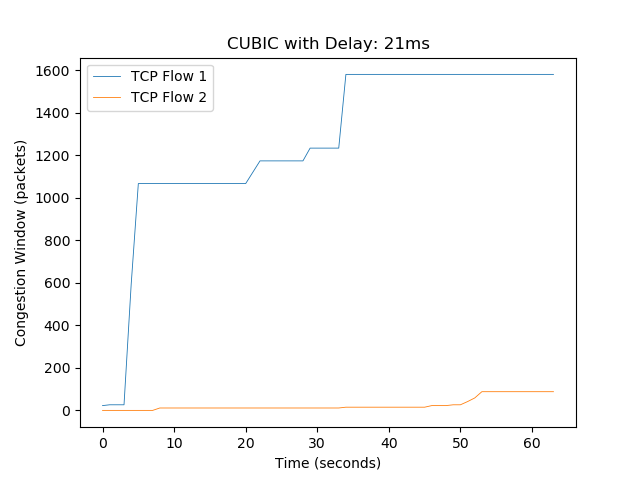 CUBIC with Delay: 21ms
TCP Flow 1
TCP Flow 2
1600
1400
1200
1000
800
600
400
200
0
Congestion Window (packets)
0 10 20 30 40 50 60
Time (seconds)